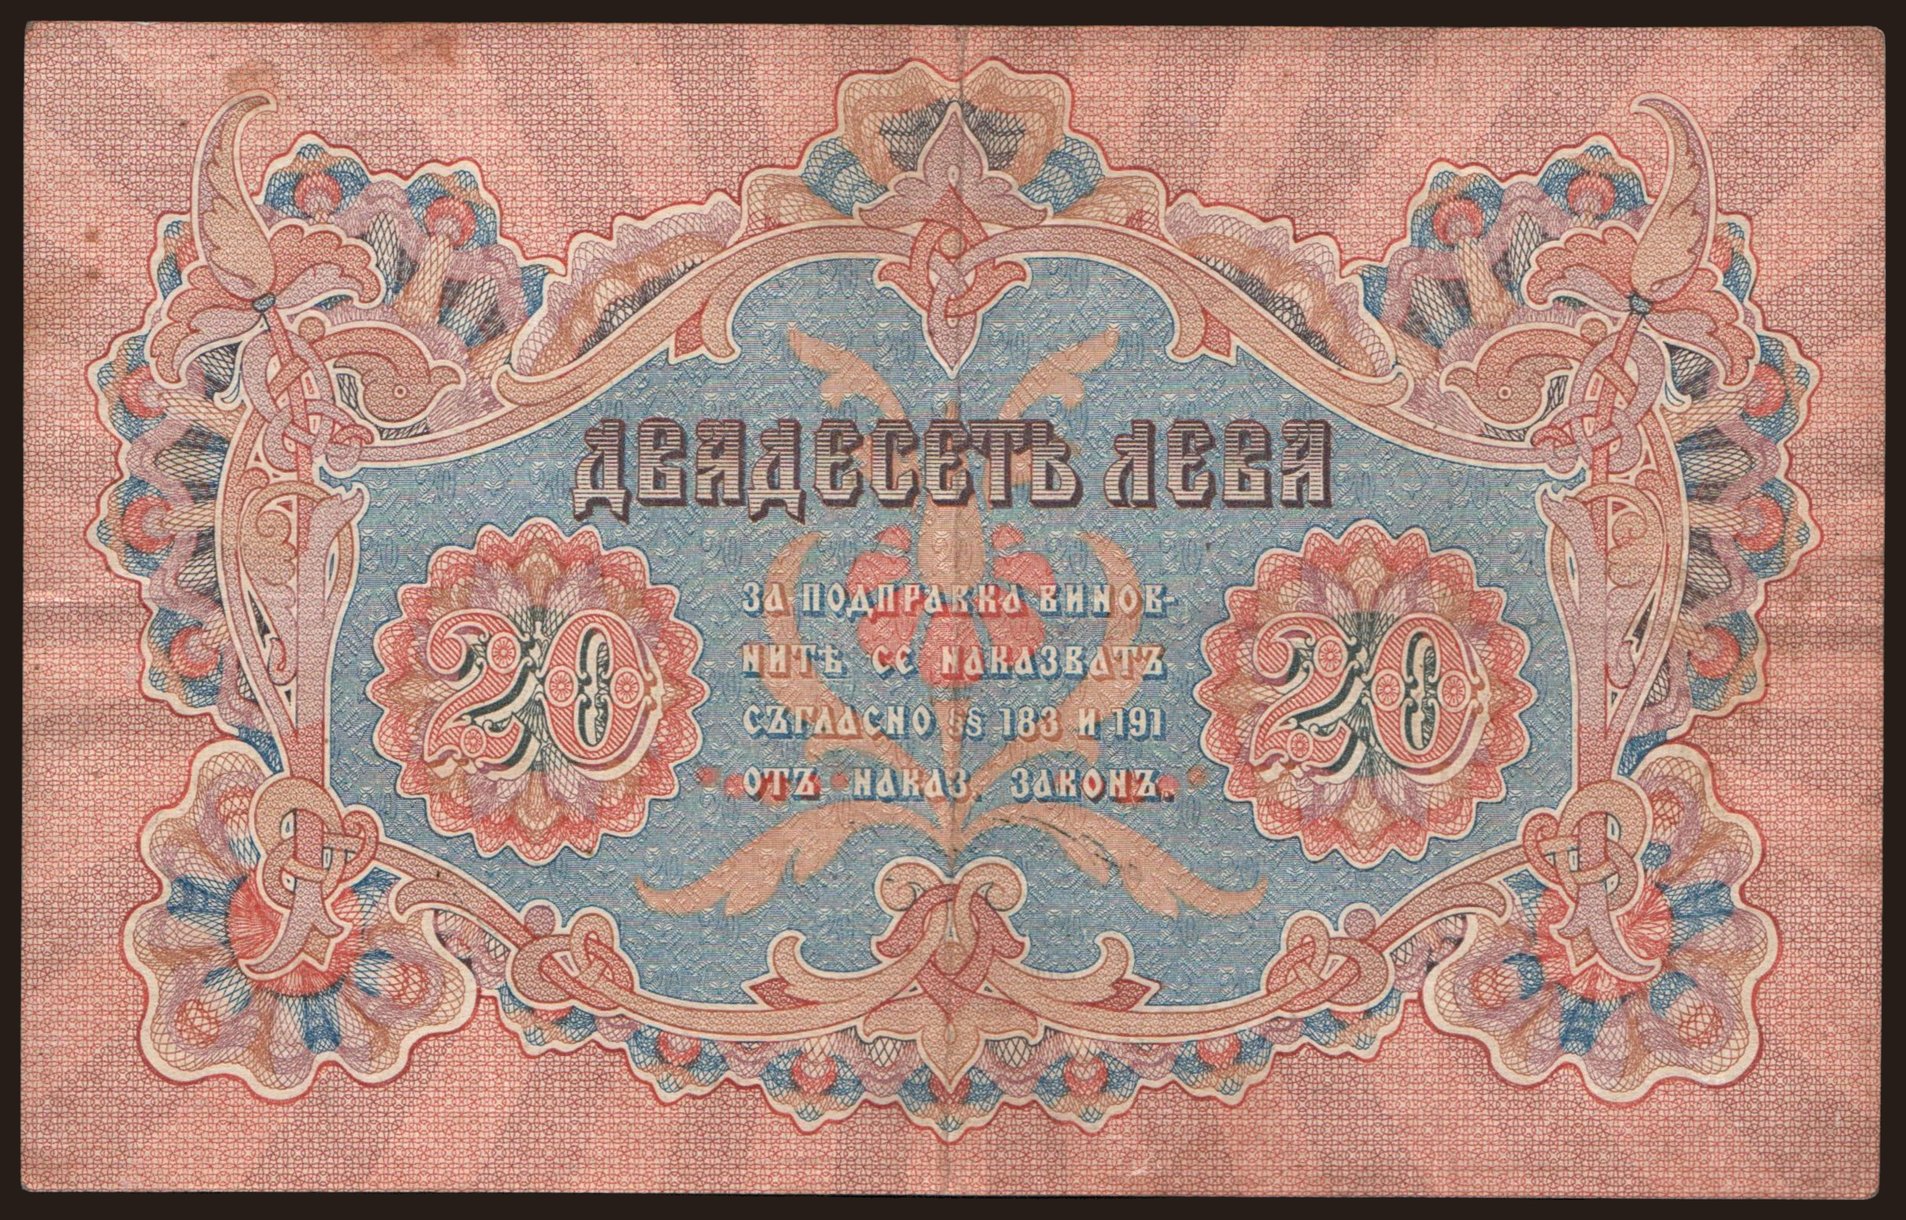 ДВАДЕСЕТЬ ЛЕВА
20
ЗА ПОДПРАВКА ВИНОВ-
НИТѢ СЕ НАКАЗВАТЪ
СЪГЛАСНО §§ 183 И 191
ОТЪ НАКАЗ. ЗАКОНЪ.
20